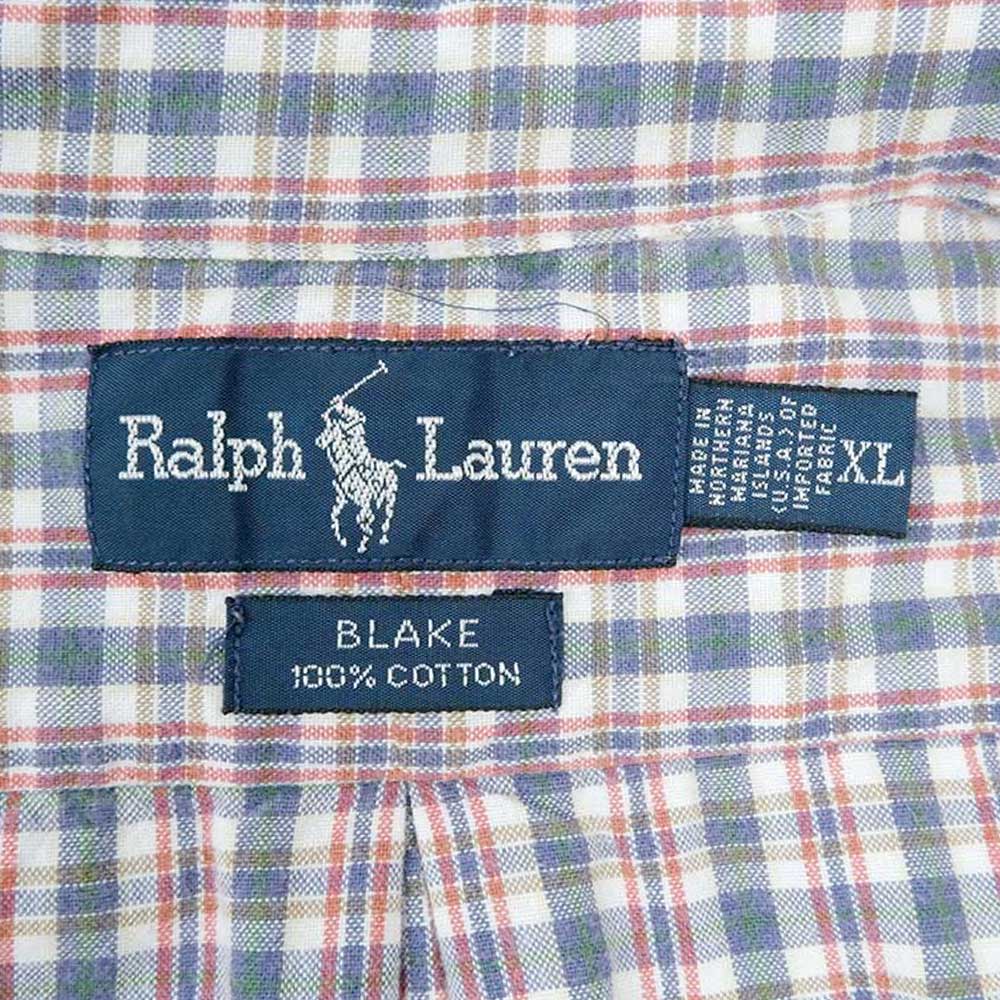 Ralph Lauren
MADE IN
NORTHERN
MARIANA
ISLANDS
(U.S.A.) OF
IMPORTED
FABRIC
XL
BLAKE
100% COTTON